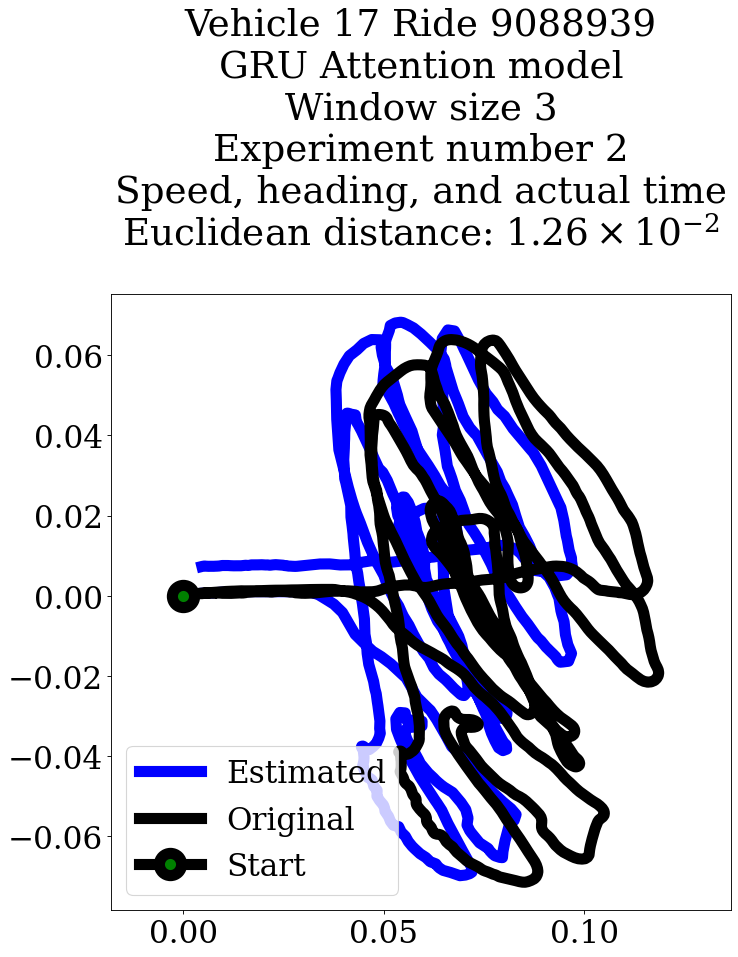 Vehicle 17 Ride 9088939
GRU Attention model
Window size 3
Experiment number 2
Speed, heading, and actual time
Euclidean distance: 1.26 × 10⁻²
0.06
0.04
0.02
0.00
−0.02
−0.04
−0.06
Estimated
Original
Start
0.00 0.05 0.10